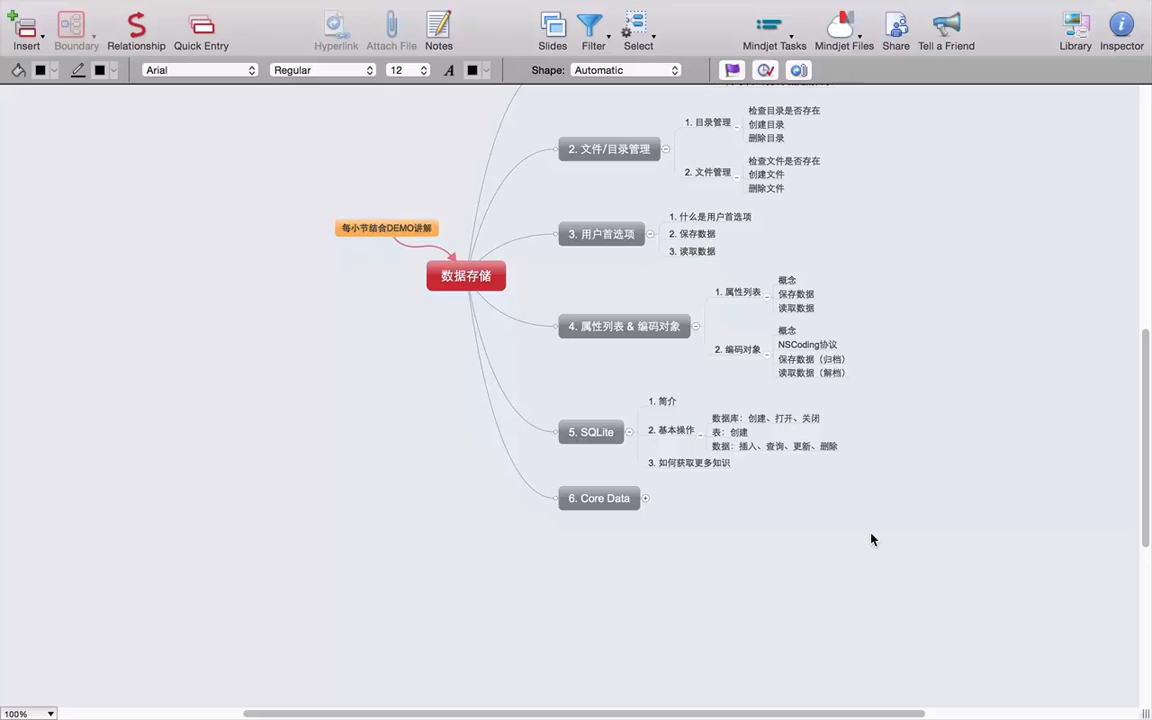 Insert
Boundary
Relationship
Quick Entry
Hyperlink
Attach File
Notes
Slides
Filter
Select
Mindjet Tasks
Mindjet Files
Share
Tell a Friend
Library
Inspector
Arial
Regular
12
A
Shape:
Automatic
2. 文件/目录管理
1. 目录管理
检查目录是否存在
创建目录
删除目录
2. 文件管理
检查文件是否存在
创建文件
删除文件
每小节结合DEMO讲解
数据存储
3. 用户首选项
1. 什么是用户首选项
2. 保存数据
3. 读取数据
4. 属性列表 & 编码对象
1. 属性列表
概念
保存数据
读取数据
2. 编码对象
概念
NSCoding协议
保存数据（归档）
读取数据（解档）
5. SQLite
1. 简介
2. 基本操作
数据库：创建、打开、关闭
表：创建
数据：插入、查询、更新、删除
3. 如何获取更多知识
6. Core Data
100%